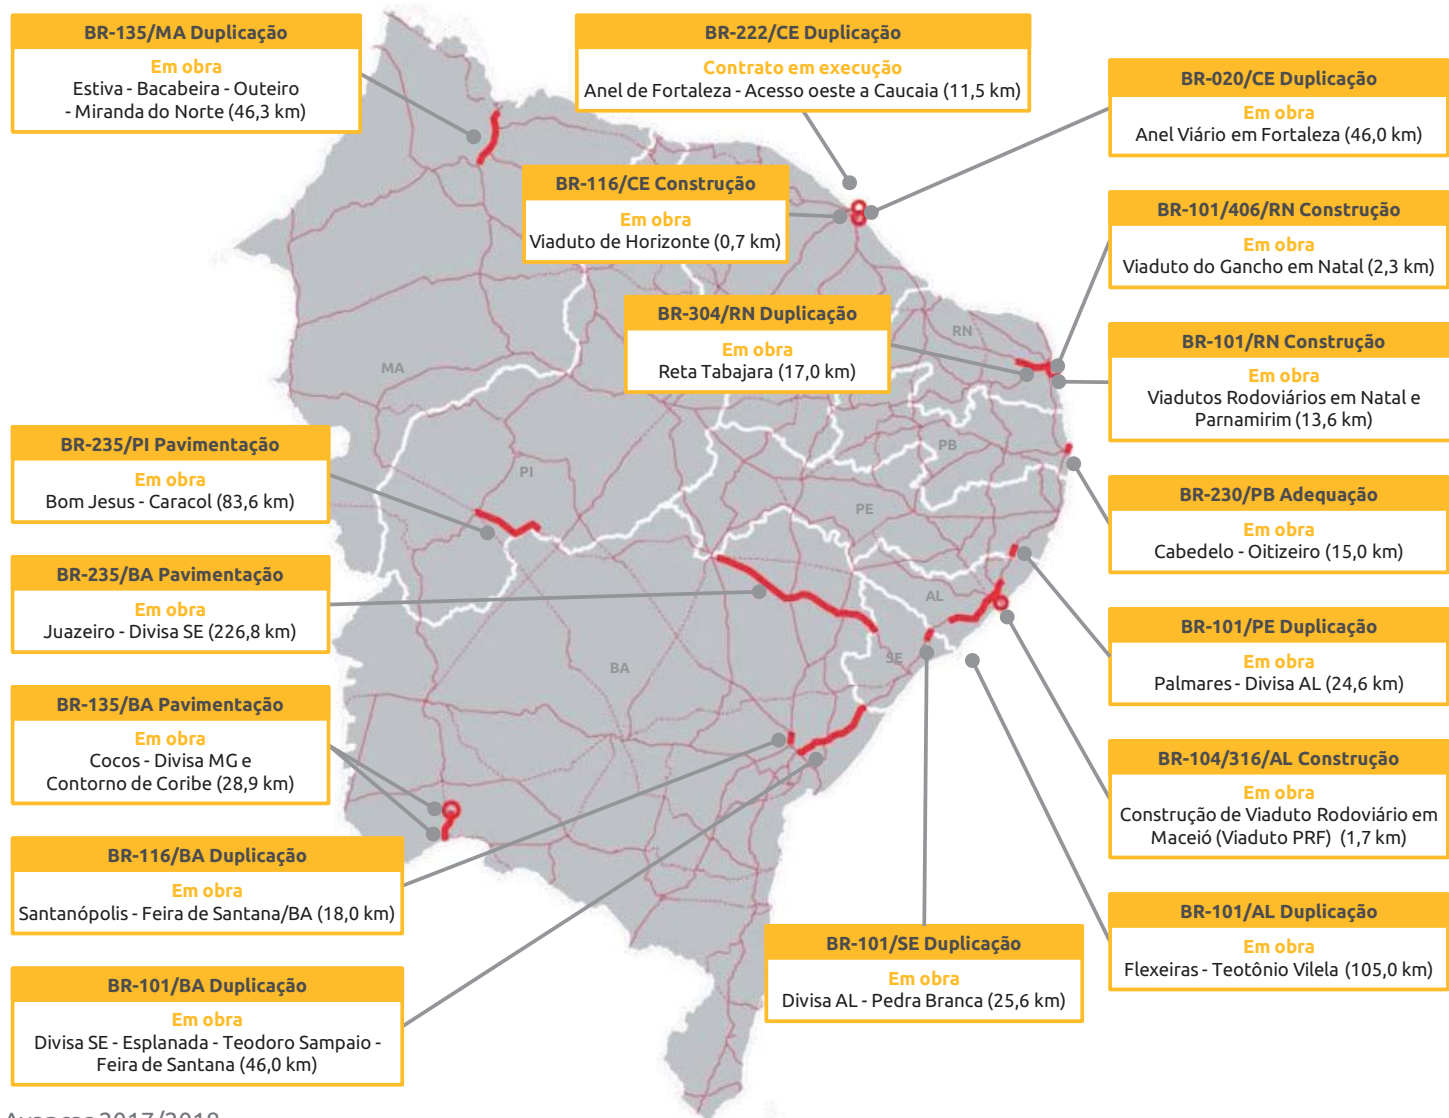 BR-135/MA Duplicação
Em obra
Estiva - Bacabeira - Outeiro
- Miranda do Norte (46,3 km)
BR-222/CE Duplicação
Contrato em execução
Anel de Fortaleza - Acesso oeste a Caucaia (11,5 km)
BR-020/CE Duplicação
Em obra
Anel Viário em Fortaleza (46,0 km)
BR-116/CE Construção
Em obra
Viaduto de Horizonte (0,7 km)
BR-101/406/RN Construção
Em obra
Viaduto do Gancho em Natal (2,3 km)
BR-304/RN Duplicação
Em obra
Reta Tabajara (17,0 km)
BR-101/RN Construção
Em obra
Viadutos Rodoviários em Natal e
Parnamirim (13,6 km)
RN
MA
PB
PI
PE
AL
SE
BA
BR-235/PI Pavimentação
Em obra
Bom Jesus - Caracol (83,6 km)
BR-230/PB Adequação
Em obra
Cabedelo - Oitizeiro (15,0 km)
BR-235/BA Pavimentação
Em obra
Juazeiro - Divisa SE (226,8 km)
BR-101/PE Duplicação
Em obra
Palmares - Divisa AL (24,6 km)
BR-135/BA Pavimentação
Em obra
Cocos - Divisa MG e
Contorno de Coribe (28,9 km)
BR-104/316/AL Construção
Em obra
Construção de Viaduto Rodoviário em
Maceió (Viaduto PRF) (1,7 km)
BR-116/BA Duplicação
Em obra
Santanópolis - Feira de Santana/BA (18,0 km)
BR-101/AL Duplicação
Em obra
Flexeiras - Teotônio Vilela (105,0 km)
BR-101/SE Duplicação
Em obra
Divisa AL - Pedra Branca (25,6 km)
BR-101/BA Duplicação
Em obra
Divisa SE - Esplanada - Teodoro Sampaio -
Feira de Santana (46,0 km)
Avançar 2017/2018